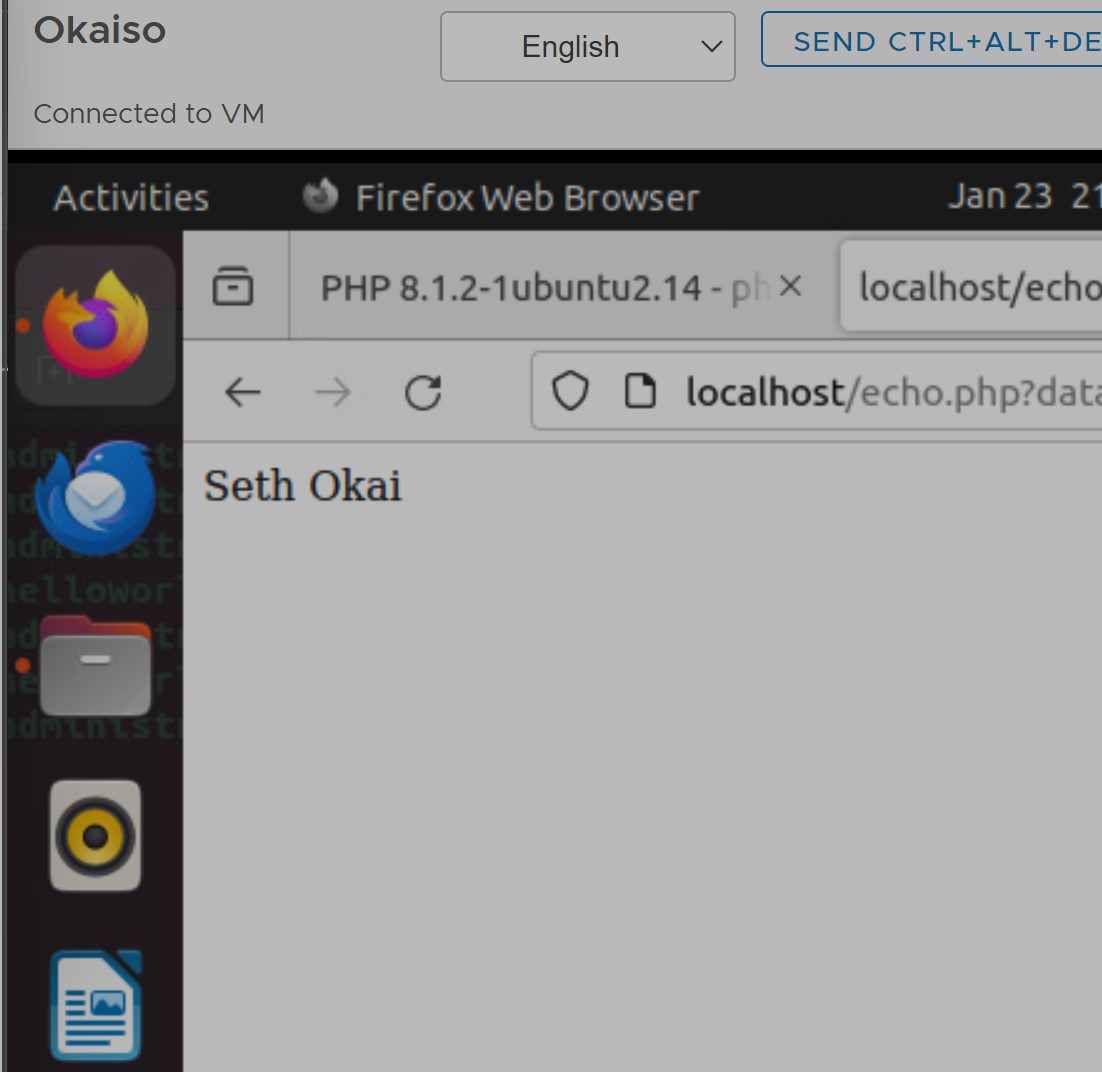 Okaiso
English
SEND CTRL+ALT+DE
Connected to VM
Activities
Firefox Web Browser
Jan 23 21
PHP 8.1.2-1ubuntu2.14 - ph
localhost/echo
localhost/echo.php?data
Seth Okai